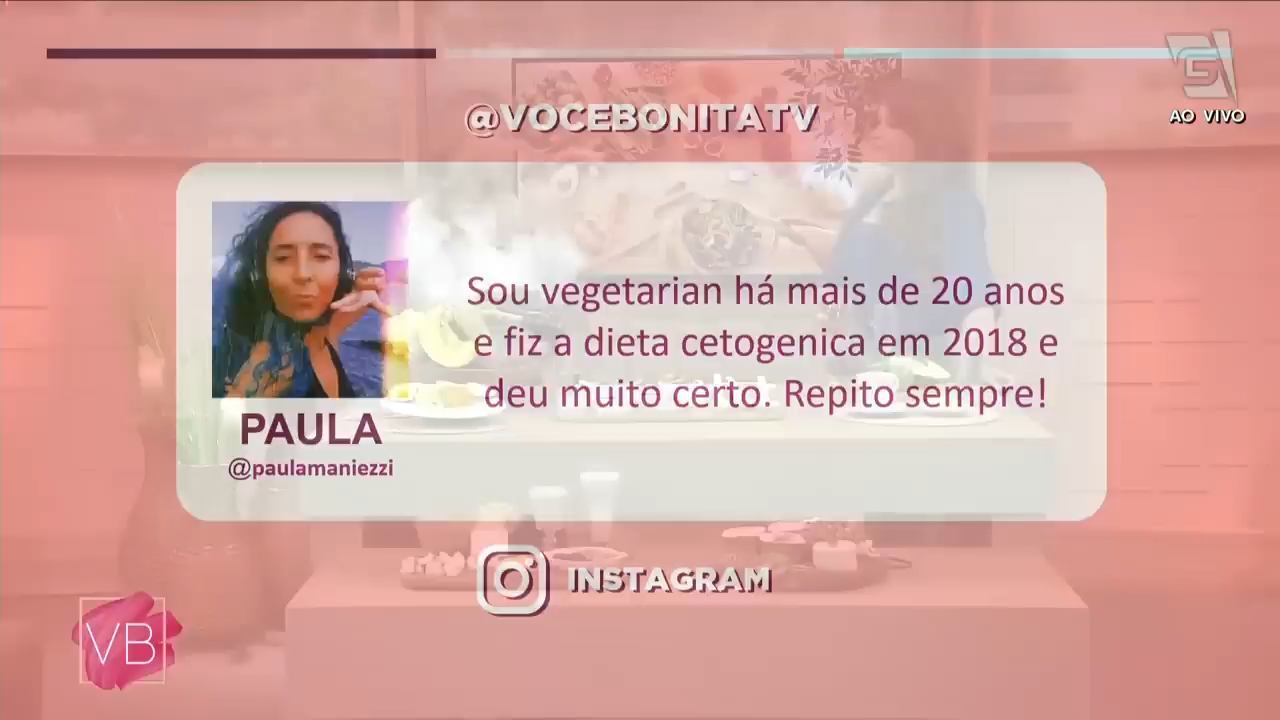 @VOCEBONITATV
AO VIVO
Sou vegetarian há mais de 20 anos
e fiz a dieta cetogenica em 2018 e
deu muito certo. Repito sempre!
PAULA
@paulamaniezzi
INSTAGRAM
VB